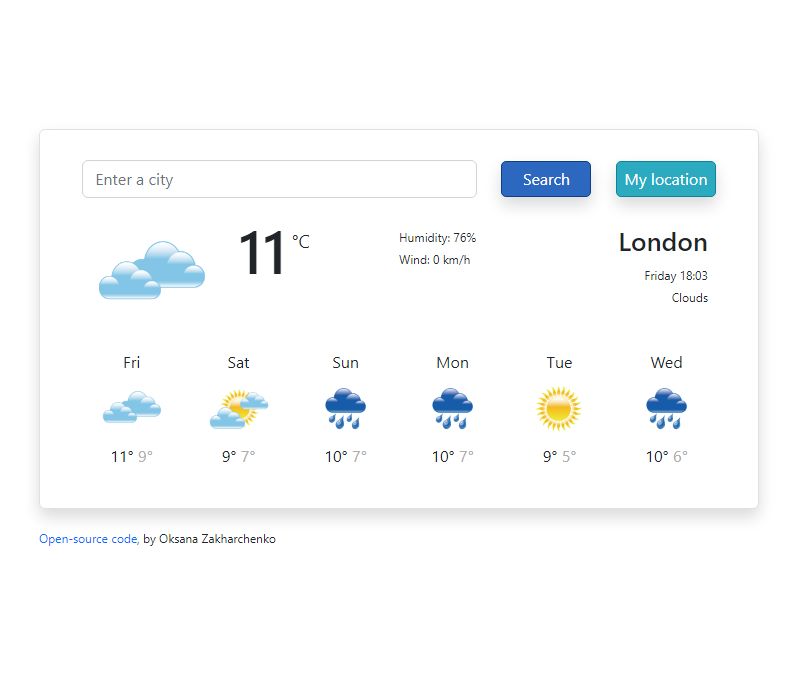 Enter a city
Search
My location
11 °C
Humidity: 76%
Wind: 0 km/h
London
Friday 18:03
Clouds
Fri Sat Sun Mon Tue Wed
11° 9° 9° 7° 10° 7° 10° 7° 9° 5° 10° 6°
Open-source code, by Oksana Zakharchenko